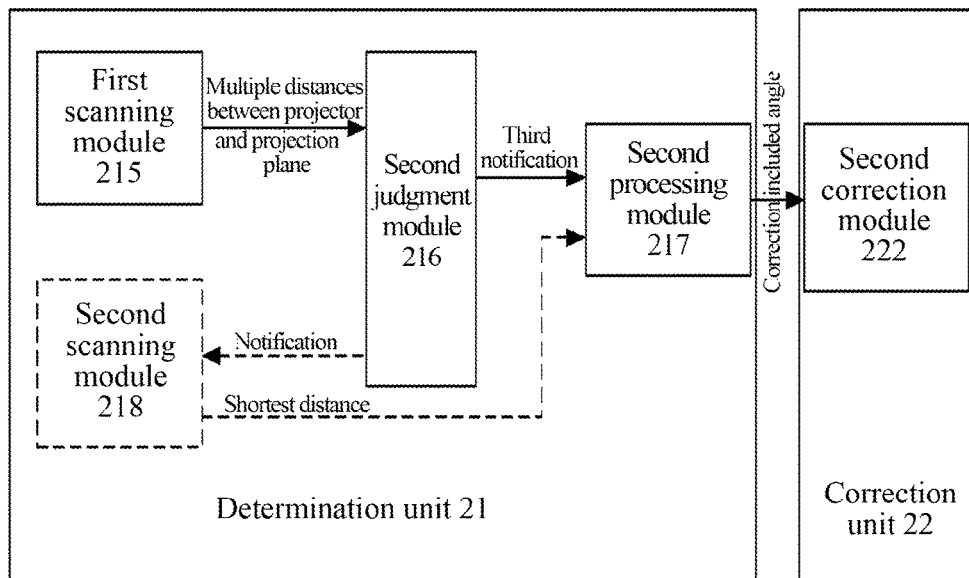 First
scanning
module
215
Multiple distances
between projector
and projection
plane
Second
judgment
module
216
Third
notification
Second
processing
module
217
Correction included angle
Second
correction
module
222
Second
scanning
module
218
Notification
Shortest distance
Determination unit 21
Correction
unit 22